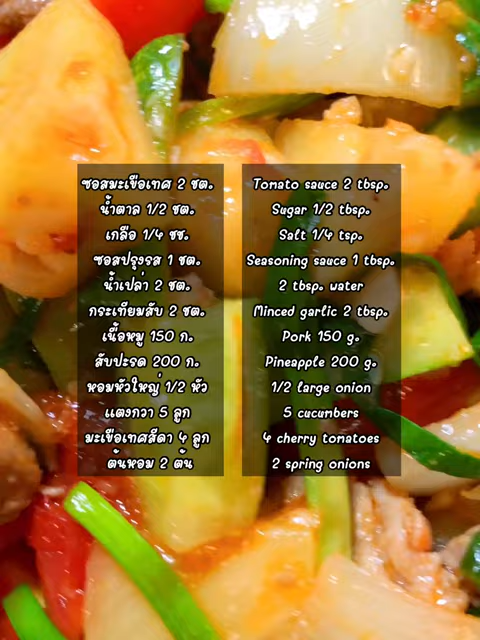 ซอสมะเขือเทศ 2 ชต.
น้ำตาล 1/2 ชต.
เกลือ 1/4 ชช.
ซอสปรุงรส 1 ชต.
น้ำเปล่า 2 ชต.
กระเทียมสับ 2 ชต.
เนื้อหมู 150 ก.
สับปะรด 200 ก.
หอมหัวใหญ่ 1/2 หัว
แตงกวา 5 ลูก
มะเขือเทศสีดา 4 ลูก
ต้นหอม 2 ต้น
Tomato sauce 2 tbsp.
Sugar 1/2 tbsp.
Salt 1/4 tsp.
Seasoning sauce 1 tbsp.
2 tbsp. water
Minced garlic 2 tbsp.
Pork 150 g.
Pineapple 200 g.
1/2 large onion
5 cucumbers
4 cherry tomatoes
2 spring onions